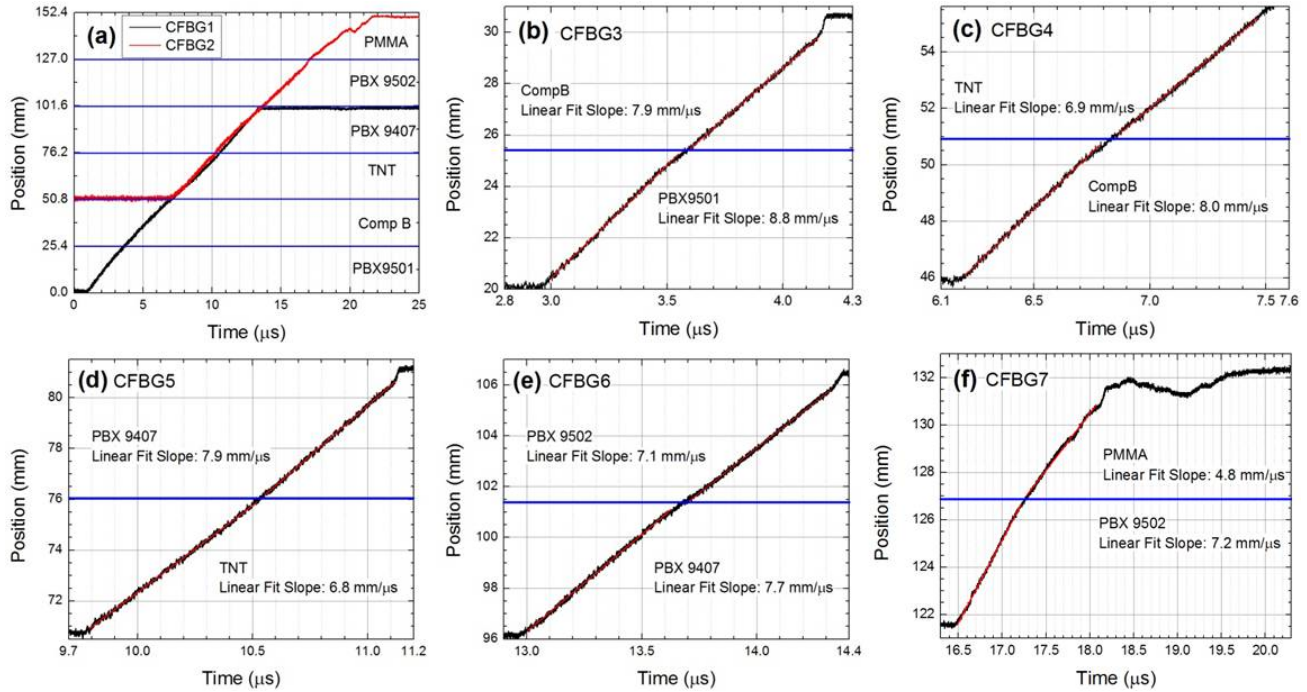 (a)
CFBG1
CFBG2
152.4
127.0
101.6
76.2
50.8
25.4
0.0
Position (mm)
PMMA
PBX 9502
PBX 9407
TNT
Comp B
PBX9501
0 5 10 15 20 25
Time (μs)
(b) CFBG3
30
28
26
24
22
20
Position (mm)
CompB
Linear Fit Slope: 7.9 mm/μs
PBX9501
Linear Fit Slope: 8.8 mm/μs
2.8 3.0 3.5 4.0 4.3
Time (μs)
(c) CFBG4
54
52
50
48
46
Position (mm)
TNT
Linear Fit Slope: 6.9 mm/μs
CompB
Linear Fit Slope: 8.0 mm/μs
6.1 6.5 7.0 7.5 7.6
Time (μs)
(d) CFBG5
80
78
76
74
72
Position (mm)
PBX 9407
Linear Fit Slope: 7.9 mm/μs
TNT
Linear Fit Slope: 6.8 mm/μs
9.7 10.0 10.5 11.0 11.2
Time (μs)
(e) CFBG6
106
104
102
100
98
96
Position (mm)
PBX 9502
Linear Fit Slope: 7.1 mm/μs
PBX 9407
Linear Fit Slope: 7.7 mm/μs
13.0 13.5 14.0 14.4
Time (μs)
(f) CFBG7
132
130
128
126
124
122
Position (mm)
PMMA
Linear Fit Slope: 4.8 mm/μs
PBX 9502
Linear Fit Slope: 7.2 mm/μs
16.5 17.0 17.5 18.0 18.5 19.0 19.5 20.0
Time (μs)